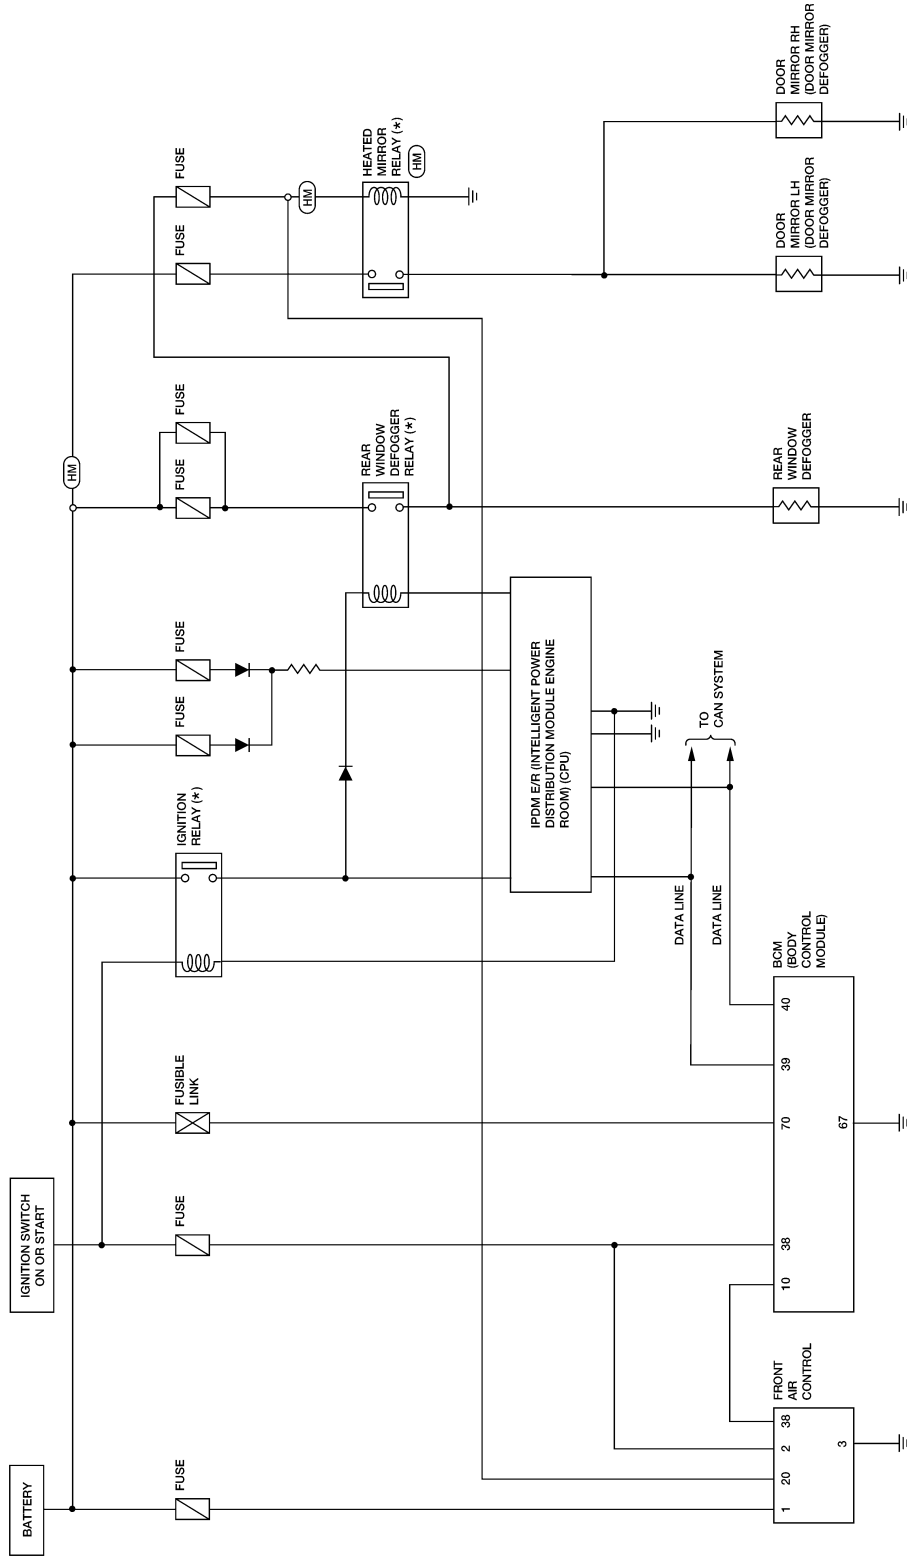 BATTERY
IGNITION SWITCH
ON OR START
HM
FUSE
FUSE
FUSIBLE
LINK
IGNITION
RELAY (*)
FUSE
FUSE
FUSE
FUSE
FUSE
FUSE
HM
REAR
WINDOW
DEFOGGER
RELAY (*)
HEATED
MIRROR
RELAY (*)
HM
IPDM E/R (INTELLIGENT POWER
DISTRIBUTION MODULE ENGINE
ROOM) (CPU)
DATA LINE
DATA LINE
TO
CAN SYSTEM
FRONT
AIR
CONTROL
1
20
2
38
3
BCM
(BODY
CONTROL
MODULE)
10
38
70
39
40
67
REAR
WINDOW
DEFOGGER
DOOR
MIRROR LH
(DOOR MIRROR
DEFOGGER)
DOOR
MIRROR RH
(DOOR MIRROR
DEFOGGER)